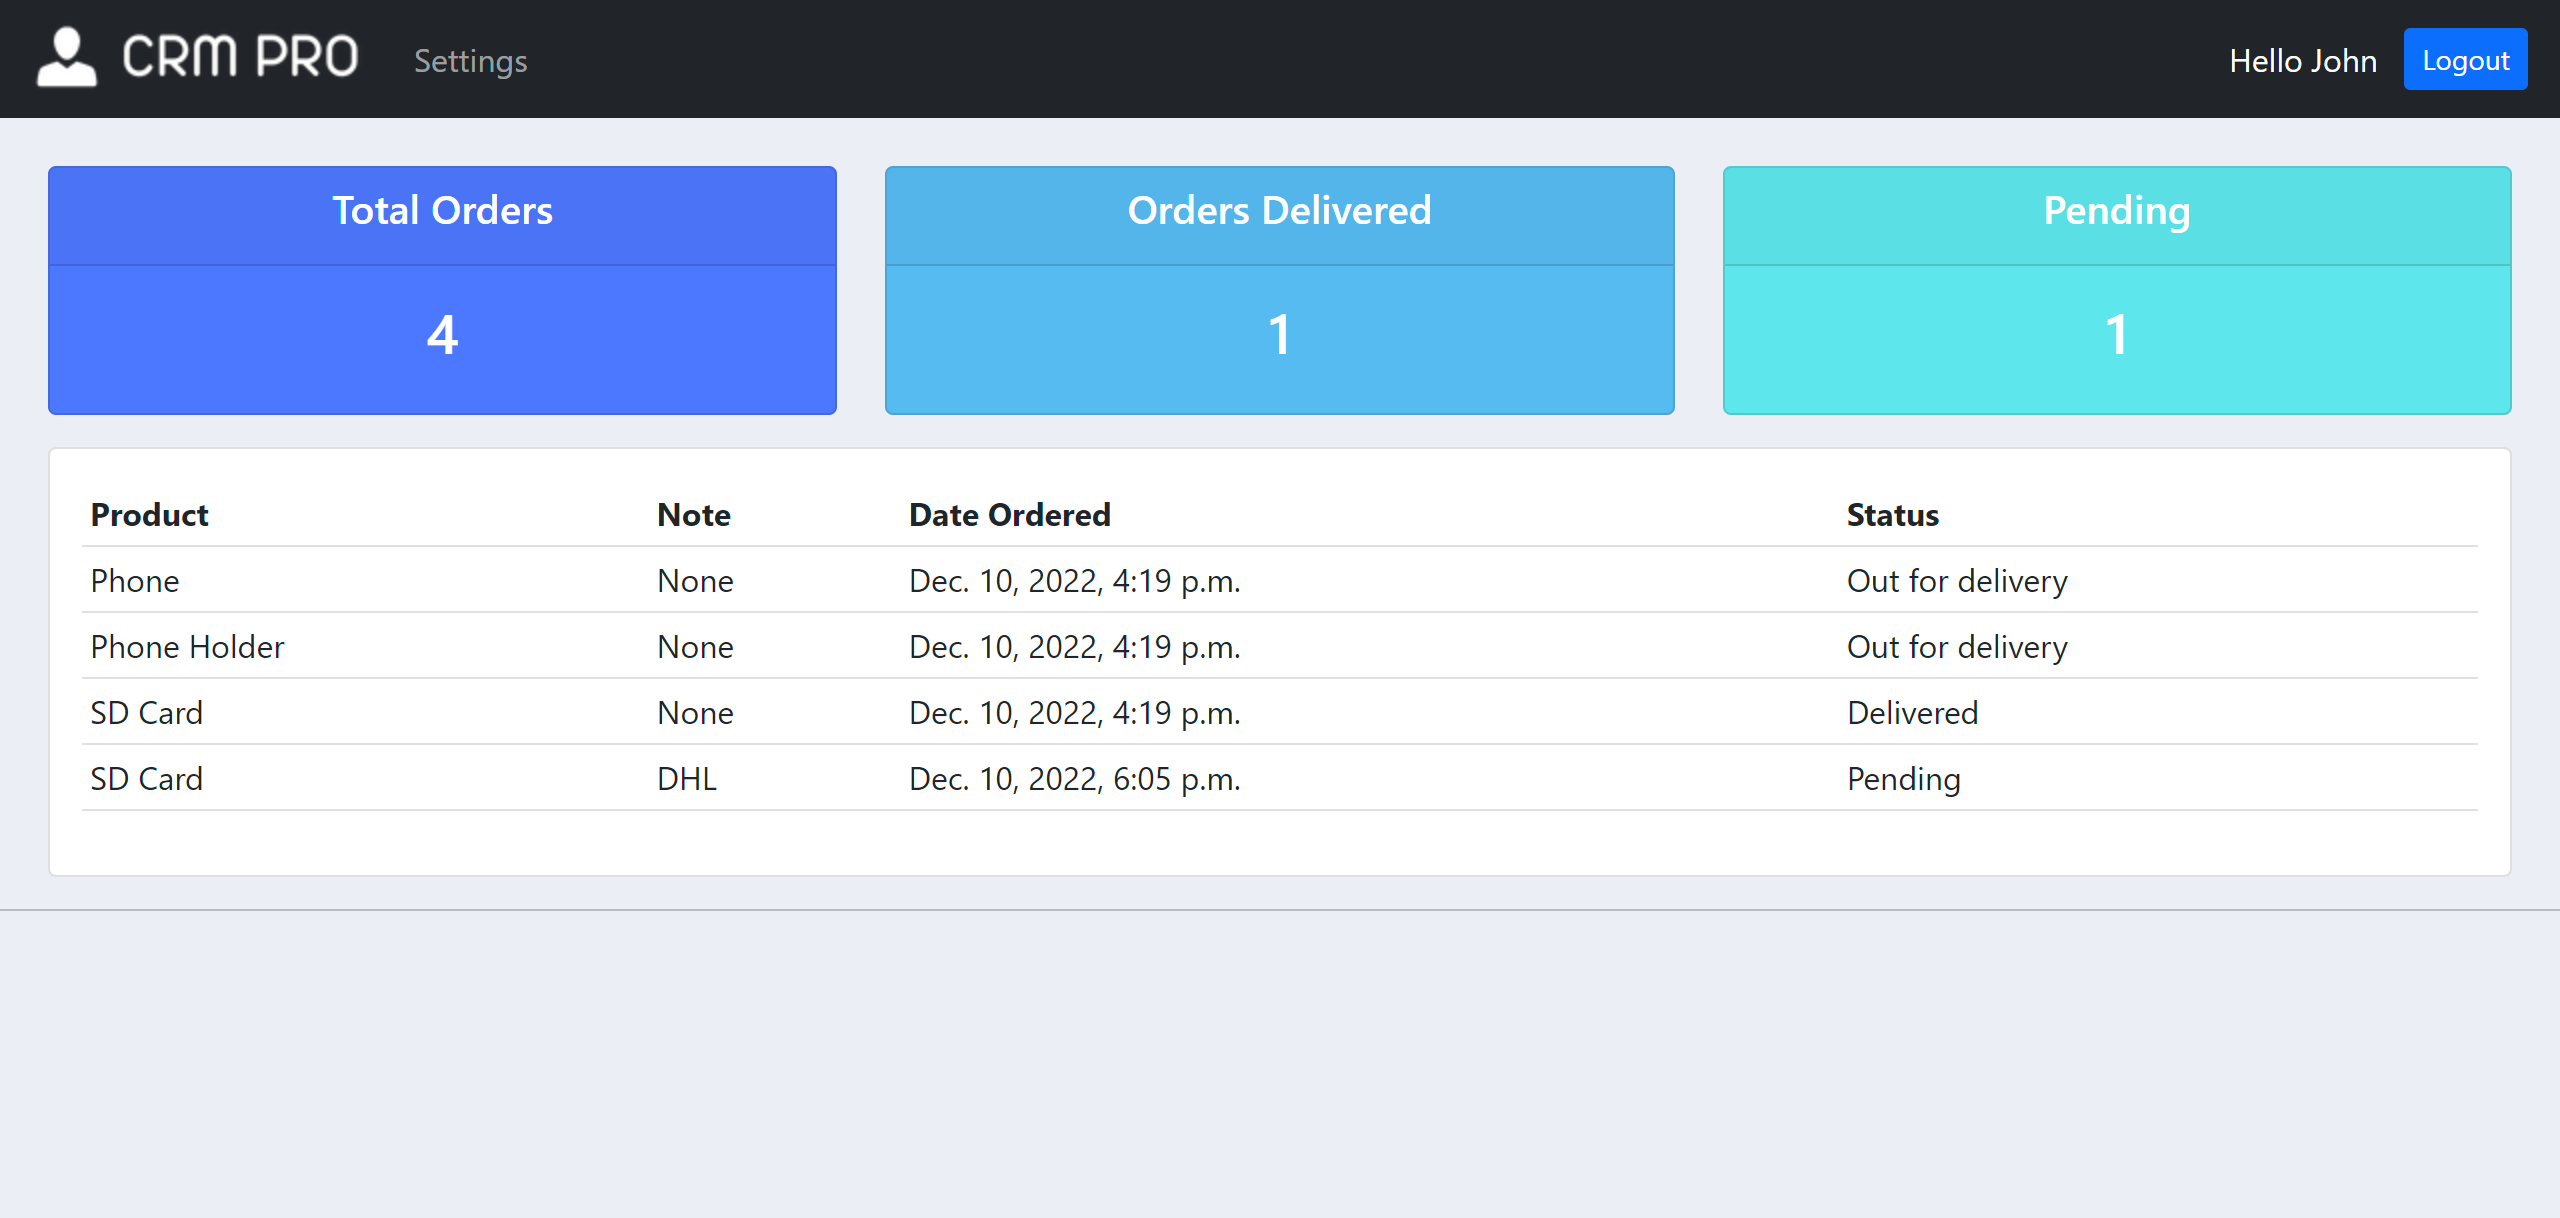 CRM PRO Settings Hello John Logout
Total Orders Orders Delivered Pending
4 1 1
Product Note Date Ordered Status
Phone None Dec. 10, 2022, 4:19 p.m. Out for delivery
Phone Holder None Dec. 10, 2022, 4:19 p.m. Out for delivery
SD Card None Dec. 10, 2022, 4:19 p.m. Delivered
SD Card DHL Dec. 10, 2022, 6:05 p.m. Pending